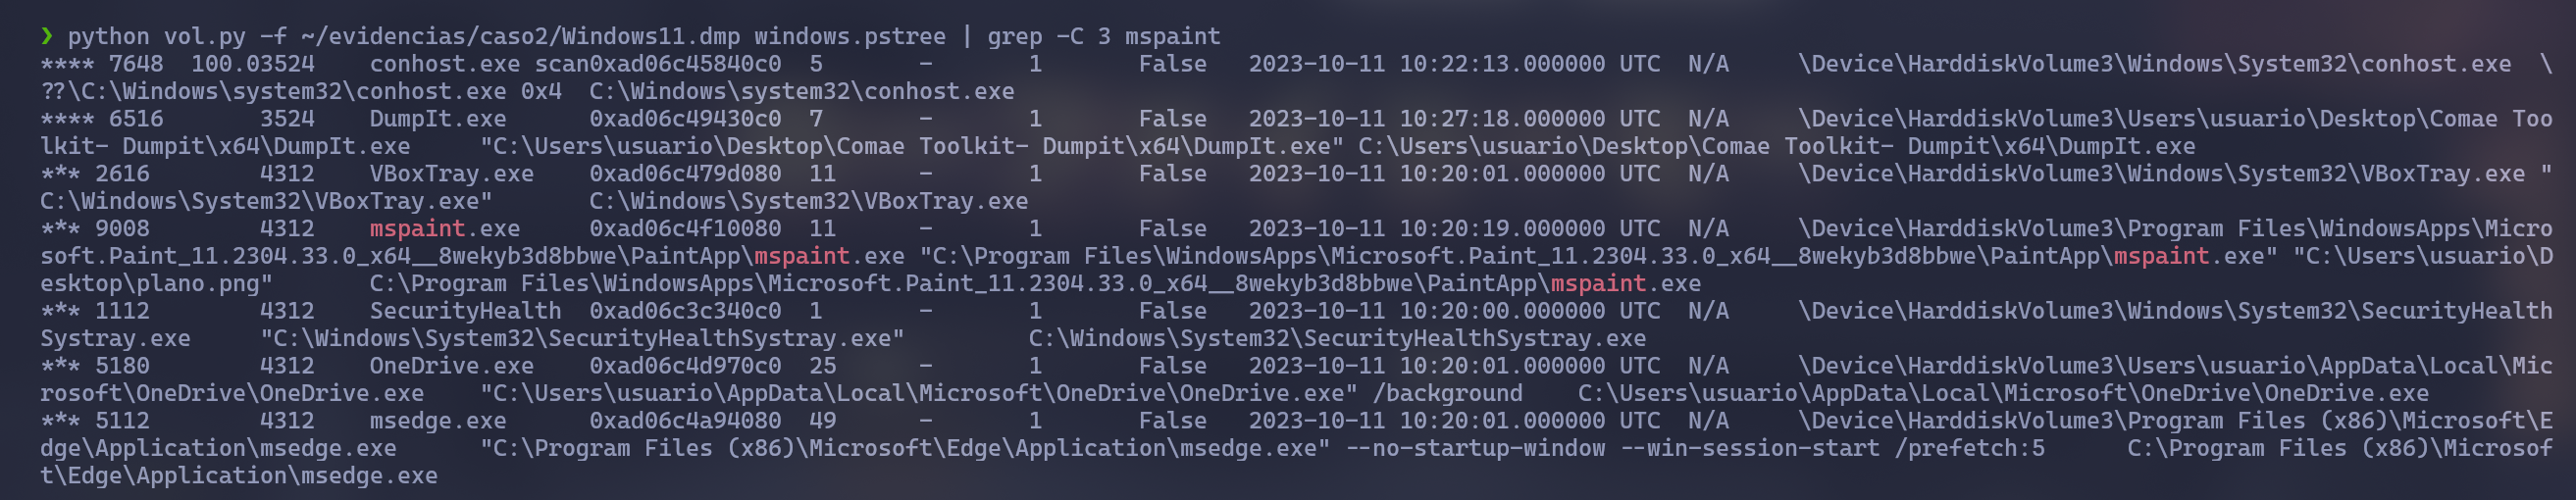 ❯ python vol.py -f ~/evidencias/caso2/Windows11.dmp windows.pstree | grep -C 3 mspaint
**** 7648  100.03524    conhost.exe scan0xad06c45840c0  5       -       1       False   2023-10-11 10:22:13.000000 UTC  N/A     \Device\HarddiskVolume3\Windows\System32\conhost.exe  \
??\C:\Windows\system32\conhost.exe 0x4  C:\Windows\system32\conhost.exe
**** 6516       3524    DumpIt.exe      0xad06c49430c0  7       -       1       False   2023-10-11 10:27:18.000000 UTC  N/A     \Device\HarddiskVolume3\Users\usuario\Desktop\Comae Too
lkit- Dumpit\x64\DumpIt.exe     "C:\Users\usuario\Desktop\Comae Toolkit- Dumpit\x64\DumpIt.exe" C:\Users\usuario\Desktop\Comae Toolkit- Dumpit\x64\DumpIt.exe
*** 2616        4312    VBoxTray.exe    0xad06c479d080  11      -       1       False   2023-10-11 10:20:01.000000 UTC  N/A     \Device\HarddiskVolume3\Windows\System32\VBoxTray.exe "
C:\Windows\System32\VBoxTray.exe"       C:\Windows\System32\VBoxTray.exe
*** 9008        4312    mspaint.exe     0xad06c4f10080  11      -       1       False   2023-10-11 10:20:19.000000 UTC  N/A     \Device\HarddiskVolume3\Program Files\WindowsApps\Micro
soft.Paint_11.2304.33.0_x64__8wekyb3d8bbwe\PaintApp\mspaint.exe "C:\Program Files\WindowsApps\Microsoft.Paint_11.2304.33.0_x64__8wekyb3d8bbwe\PaintApp\mspaint.exe" "C:\Users\usuario\D
esktop\plano.png"       C:\Program Files\WindowsApps\Microsoft.Paint_11.2304.33.0_x64__8wekyb3d8bbwe\PaintApp\mspaint.exe
*** 1112        4312    SecurityHealth  0xad06c3c340c0  1       -       1       False   2023-10-11 10:20:00.000000 UTC  N/A     \Device\HarddiskVolume3\Windows\System32\SecurityHealth
Systray.exe     "C:\Windows\System32\SecurityHealthSystray.exe"         C:\Windows\System32\SecurityHealthSystray.exe
*** 5180        4312    OneDrive.exe    0xad06c4d970c0  25      -       1       False   2023-10-11 10:20:01.000000 UTC  N/A     \Device\HarddiskVolume3\Users\usuario\AppData\Local\Mic
rosoft\OneDrive\OneDrive.exe    "C:\Users\usuario\AppData\Local\Microsoft\OneDrive\OneDrive.exe" /background    C:\Users\usuario\AppData\Local\Microsoft\OneDrive\OneDrive.exe
*** 5112        4312    msedge.exe      0xad06c4a94080  49      -       1       False   2023-10-11 10:20:01.000000 UTC  N/A     \Device\HarddiskVolume3\Program Files (x86)\Microsoft\E
dge\Application\msedge.exe      "C:\Program Files (x86)\Microsoft\Edge\Application\msedge.exe" --no-startup-window --win-session-start /prefetch:5      C:\Program Files (x86)\Microsof
t\Edge\Application\msedge.exe